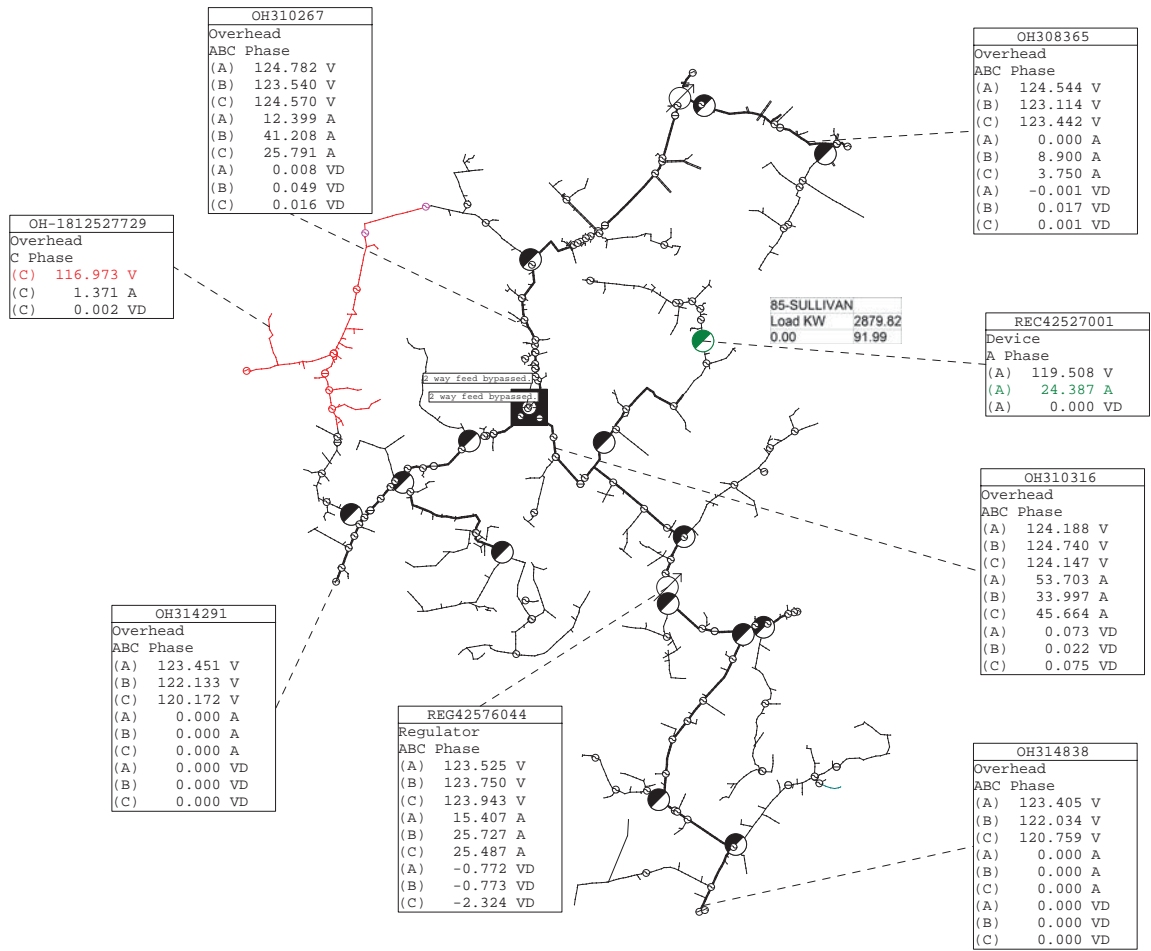 OH310267
Overhead
ABC Phase
(A) 124.782 V
(B) 123.540 V
(C) 124.570 V
(A) 12.399 A
(B) 41.208 A
(C) 25.791 A
(A) 0.008 VD
(B) 0.049 VD
(C) 0.016 VD
OH308365
Overhead
ABC Phase
(A) 124.544 V
(B) 123.114 V
(C) 123.442 V
(A) 0.000 A
(B) 8.900 A
(C) 3.750 A
(A) -0.001 VD
(B) 0.017 VD
(C) 0.001 VD
OH-1812527729
Overhead
C Phase
(C) 116.973 V
(C) 1.371 A
(C) 0.002 VD
85-SULLIVAN
Load KW 2879.82
0.00 91.99
REC42527001
Device
A Phase
(A) 119.508 V
(A) 24.387 A
(A) 0.000 VD
2 way feed bypassed.
2 way feed bypassed.
OH310316
Overhead
ABC Phase
(A) 124.188 V
(B) 124.740 V
(C) 124.147 V
(A) 53.703 A
(B) 33.997 A
(C) 45.664 A
(A) 0.073 VD
(B) 0.022 VD
(C) 0.075 VD
OH314291
Overhead
ABC Phase
(A) 123.451 V
(B) 122.133 V
(C) 120.172 V
(A) 0.000 A
(B) 0.000 A
(C) 0.000 A
(A) 0.000 VD
(B) 0.000 VD
(C) 0.000 VD
REG42576044
Regulator
ABC Phase
(A) 123.525 V
(B) 123.750 V
(C) 123.943 V
(A) 15.407 A
(B) 25.727 A
(C) 25.487 A
(A) -0.772 VD
(B) -0.773 VD
(C) -2.324 VD
OH314838
Overhead
ABC Phase
(A) 123.405 V
(B) 122.034 V
(C) 120.759 V
(A) 0.000 A
(B) 0.000 A
(C) 0.000 A
(A) 0.000 VD
(B) 0.000 VD
(C) 0.000 VD